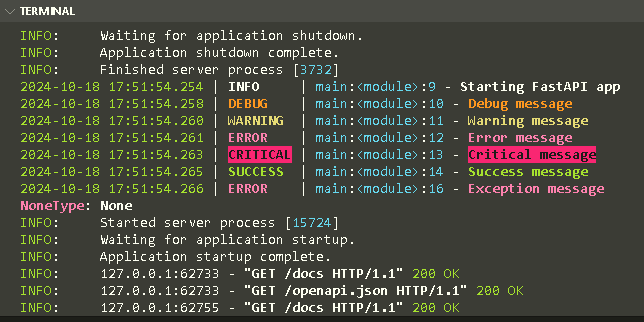 TERMINAL
INFO:     Waiting for application shutdown.
INFO:     Application shutdown complete.
INFO:     Finished server process [3732]
2024-10-18 17:51:54.254 | INFO     | main:<module>:9 - Starting FastAPI app
2024-10-18 17:51:54.258 | DEBUG    | main:<module>:10 - Debug message
2024-10-18 17:51:54.260 | WARNING  | main:<module>:11 - Warning message
2024-10-18 17:51:54.261 | ERROR    | main:<module>:12 - Error message
2024-10-18 17:51:54.263 | CRITICAL | main:<module>:13 - Critical message
2024-10-18 17:51:54.265 | SUCCESS  | main:<module>:14 - Success message
2024-10-18 17:51:54.266 | ERROR    | main:<module>:16 - Exception message
NoneType: None
INFO:     Started server process [15724]
INFO:     Waiting for application startup.
INFO:     Application startup complete.
INFO:     127.0.0.1:62733 - "GET /docs HTTP/1.1" 200 OK
INFO:     127.0.0.1:62733 - "GET /openapi.json HTTP/1.1" 200 OK
INFO:     127.0.0.1:62755 - "GET /docs HTTP/1.1" 200 OK